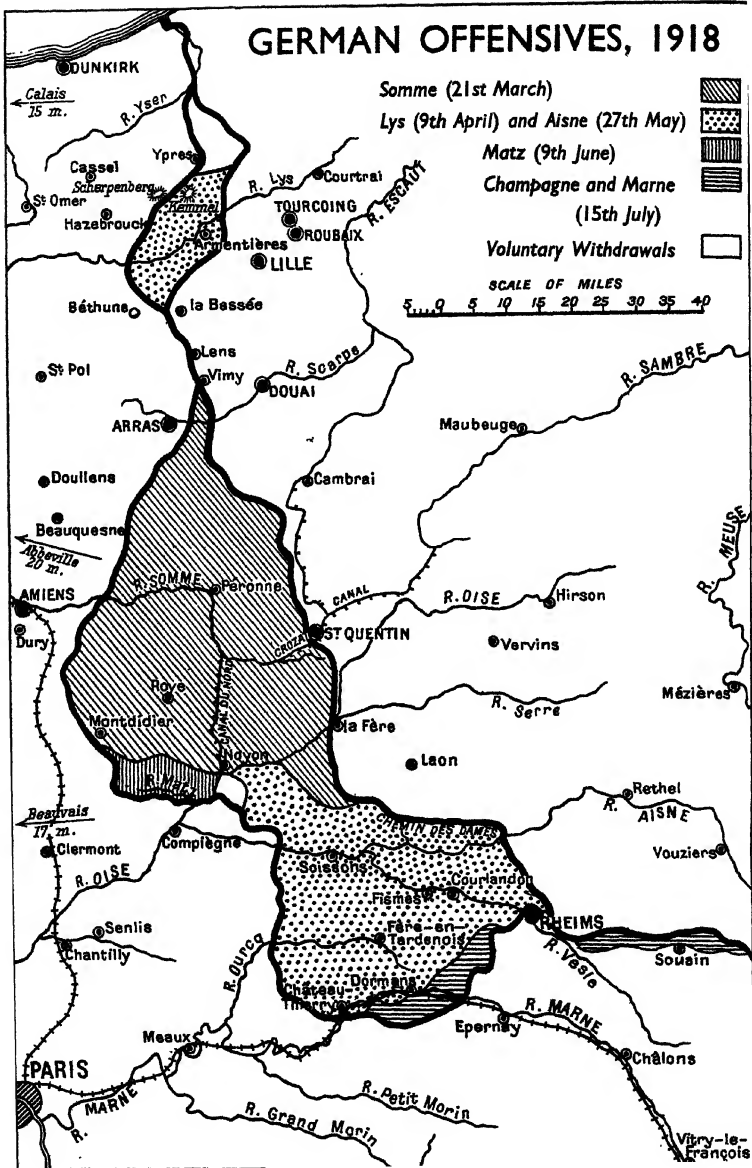 GERMAN OFFENSIVES, 1918
Somme (21st March)
Lys (9th April) and Aisne (27th May)
Matz (9th June)
Champagne and Marne
(15th July)
Voluntary Withdrawals
SCALE OF MILES
5 0 5 10 15 20 25 30 35 40
DUNKIRK
Calais
15 m.
R. Yser
Ypres
Cassel
Scherpenberg
Kemmel
St Omer
Hazebrouck
R. Lys
Courtrai
TOURCOING
ROUBAIX
R. ESCAUT
Armentières
LILLE
Béthune
la Bassée
Lens
St Pol
Vimy
R. Scarpe
DOUAI
R. SAMBRE
ARRAS
Maubeuge
Doullens
Cambrai
Beauquesne
Abbeville
20 m.
R. MEUSE
R. SOMME
Péronne
CANAL
R. OISE
Hirson
AMIENS
Dury
CROZAT
ST QUENTIN
Vervins
CANAL DU NORD
Roye
Mézières
R. Serre
Montdidier
la Fère
Noyon
Laon
R. Matz
Rethel
R. AISNE
Beauvais
17 m.
CHEMIN DES DAMES
Clermont
Compiègne
Soissons
Vouziers
R. OISE
Courlandon
Fismes
RHEIMS
Senlis
Fère-en-
Tardenois
R. Vesle
Souain
Chantilly
R. Ourcq
Dormans
Château-
Thierry
R. MARNE
Meaux
Epernay
Châlons
PARIS
R. MARNE
R. Petit Morin
R. Grand Morin
Vitry-le-
François